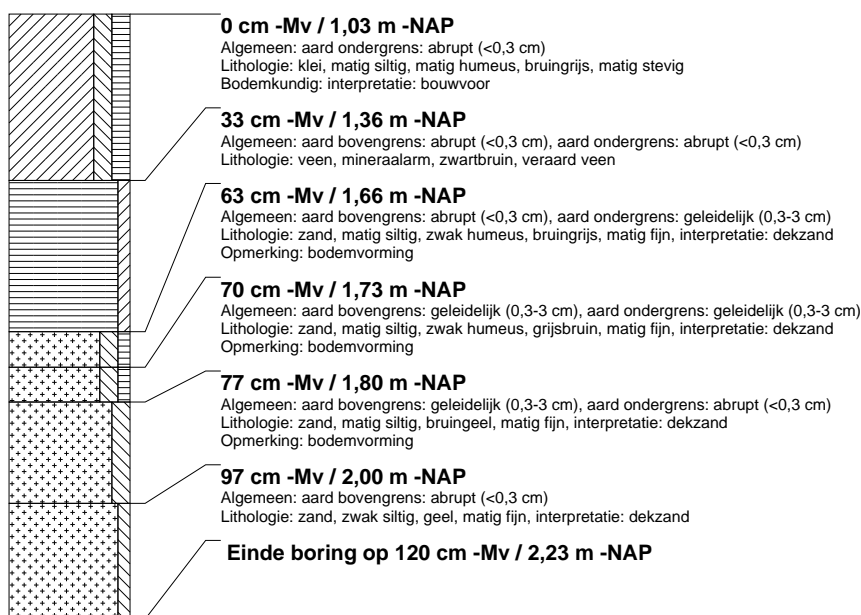 0 cm -Mv / 1,03 m -NAP
Algemeen: aard ondergrens: abrupt (<0,3 cm)
Lithologie: klei, matig siltig, matig humeus, bruingrijs, matig stevig
Bodemkundig: interpretatie: bouwvoor
33 cm -Mv / 1,36 m -NAP
Algemeen: aard bovengrens: abrupt (<0,3 cm), aard ondergrens: abrupt (<0,3 cm)
Lithologie: veen, mineraalarm, zwartbruin, veraard veen
63 cm -Mv / 1,66 m -NAP
Algemeen: aard bovengrens: abrupt (<0,3 cm), aard ondergrens: geleidelijk (0,3-3 cm)
Lithologie: zand, matig siltig, zwak humeus, bruingrijs, matig fijn, interpretatie: dekzand
Opmerking: bodemvorming
70 cm -Mv / 1,73 m -NAP
Algemeen: aard bovengrens: geleidelijk (0,3-3 cm), aard ondergrens: geleidelijk (0,3-3 cm)
Lithologie: zand, matig siltig, zwak humeus, grijsbruin, matig fijn, interpretatie: dekzand
Opmerking: bodemvorming
77 cm -Mv / 1,80 m -NAP
Algemeen: aard bovengrens: geleidelijk (0,3-3 cm), aard ondergrens: abrupt (<0,3 cm)
Lithologie: zand, matig siltig, bruingeel, matig fijn, interpretatie: dekzand
Opmerking: bodemvorming
97 cm -Mv / 2,00 m -NAP
Algemeen: aard bovengrens: abrupt (<0,3 cm)
Lithologie: zand, zwak siltig, geel, matig fijn, interpretatie: dekzand
Einde boring op 120 cm -Mv / 2,23 m -NAP